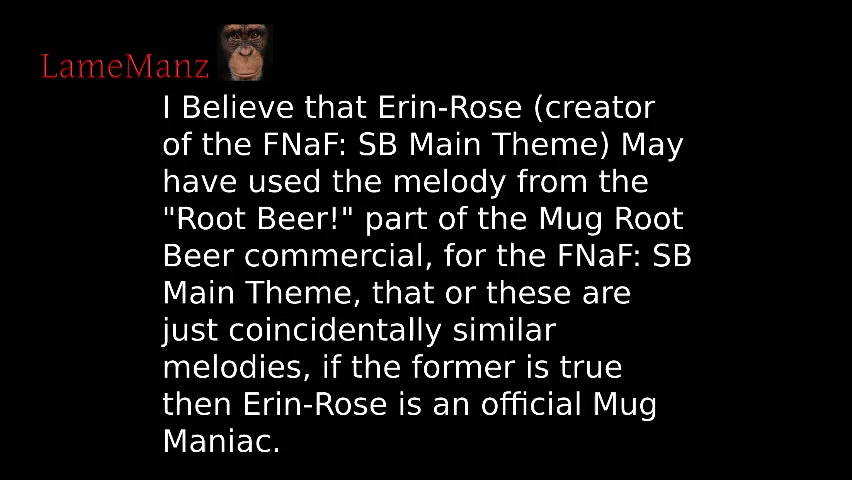 LameManz
I Believe that Erin-Rose (creator
of the FNaF: SB Main Theme) May
have used the melody from the
"Root Beer!" part of the Mug Root
Beer commercial, for the FNaF: SB
Main Theme, that or these are
just coincidentally similar
melodies, if the former is true
then Erin-Rose is an official Mug
Maniac.